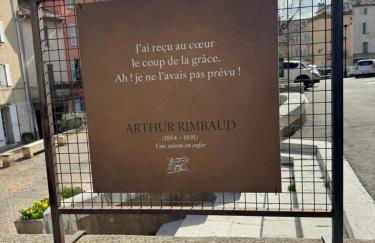 J'ai reçu au cœur
le coup de la grâce.
Ah ! je ne l'avais pas prévu !
ARTHUR RIMBAUD
(1854 - 1891)
Une saison en enfer